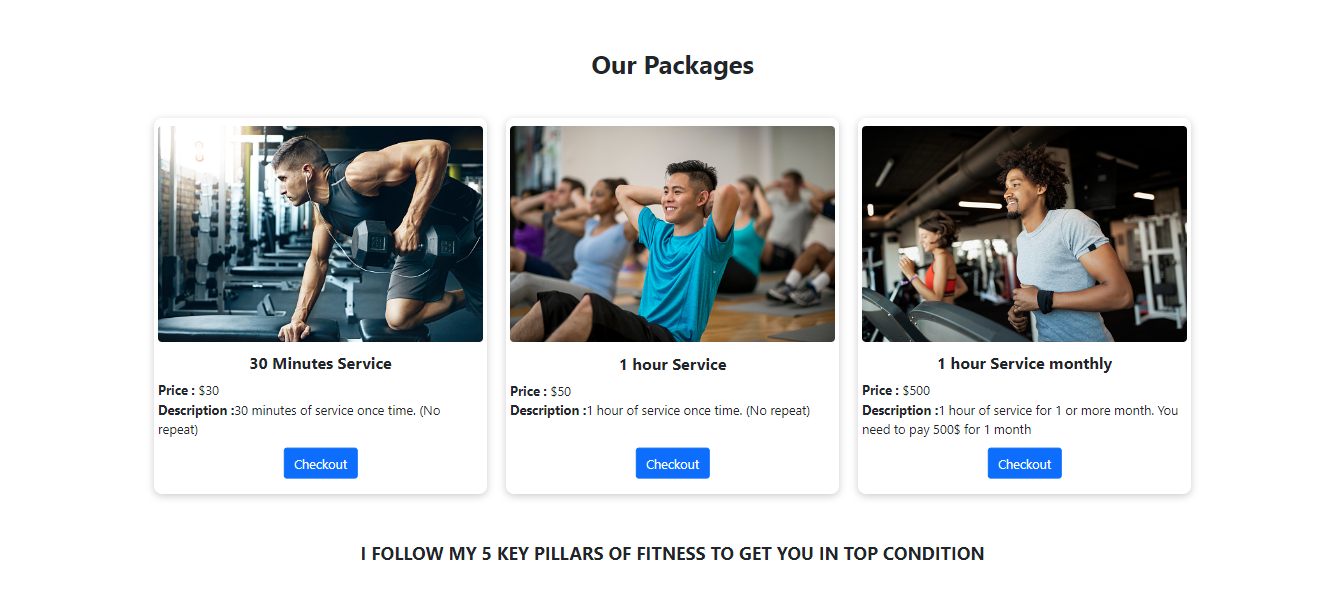 Our Packages
30 Minutes Service
Price : $30
Description :30 minutes of service once time. (No
repeat)
Checkout
1 hour Service
Price : $50
Description :1 hour of service once time. (No repeat)
Checkout
1 hour Service monthly
Price : $500
Description :1 hour of service for 1 or more month. You
need to pay 500$ for 1 month
Checkout
I FOLLOW MY 5 KEY PILLARS OF FITNESS TO GET YOU IN TOP CONDITION